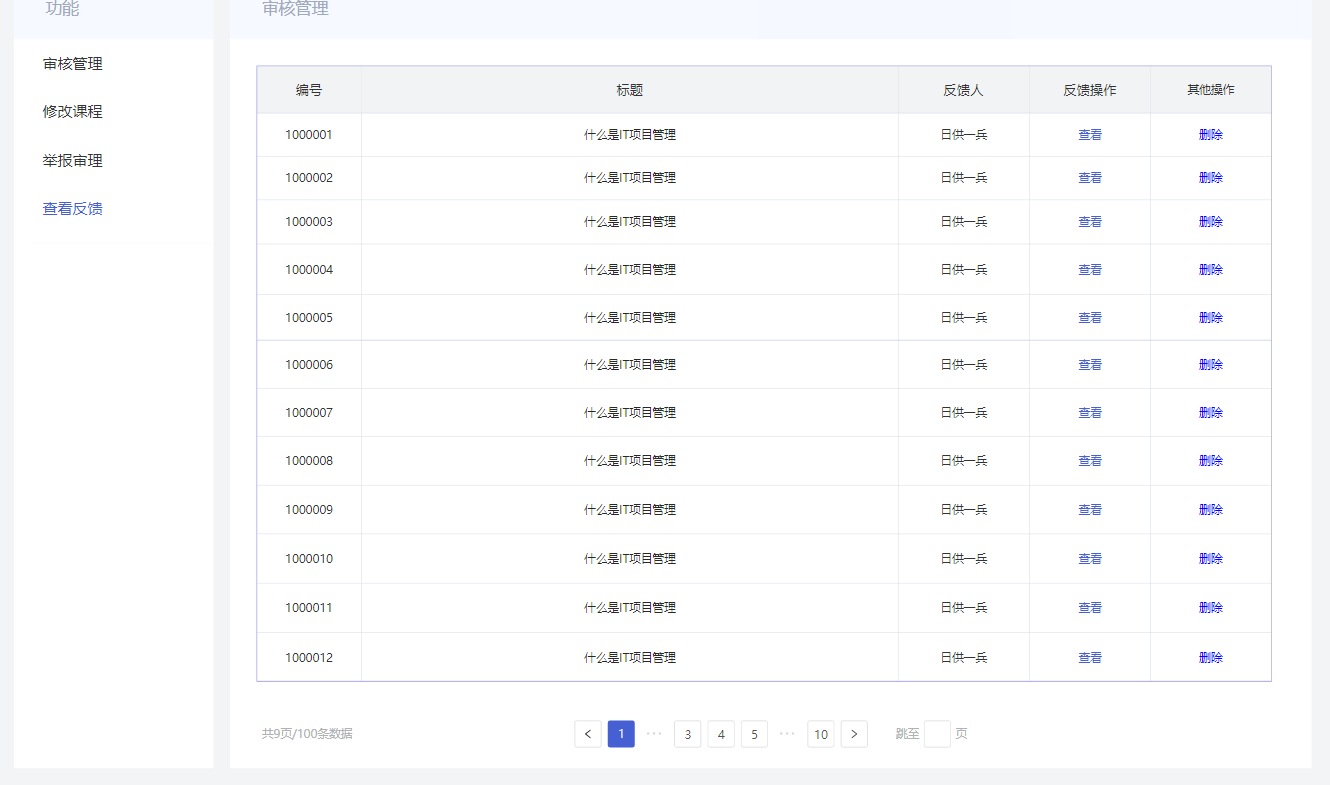 功能
审核管理
审核管理
修改课程
举报审理
查看反馈
编号 标题 反馈人 反馈操作 其他操作
1000001 什么是IT项目管理 日供一兵 查看 删除
1000002 什么是IT项目管理 日供一兵 查看 删除
1000003 什么是IT项目管理 日供一兵 查看 删除
1000004 什么是IT项目管理 日供一兵 查看 删除
1000005 什么是IT项目管理 日供一兵 查看 删除
1000006 什么是IT项目管理 日供一兵 查看 删除
1000007 什么是IT项目管理 日供一兵 查看 删除
1000008 什么是IT项目管理 日供一兵 查看 删除
1000009 什么是IT项目管理 日供一兵 查看 删除
1000010 什么是IT项目管理 日供一兵 查看 删除
1000011 什么是IT项目管理 日供一兵 查看 删除
1000012 什么是IT项目管理 日供一兵 查看 删除
共9页/100条数据 < 1 ··· 3 4 5 ··· 10 > 跳至 页